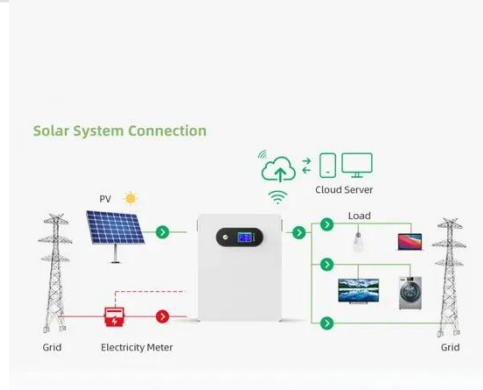 Solar System Connection
PV
Cloud Server
Load
Grid
Electricity Meter
Grid